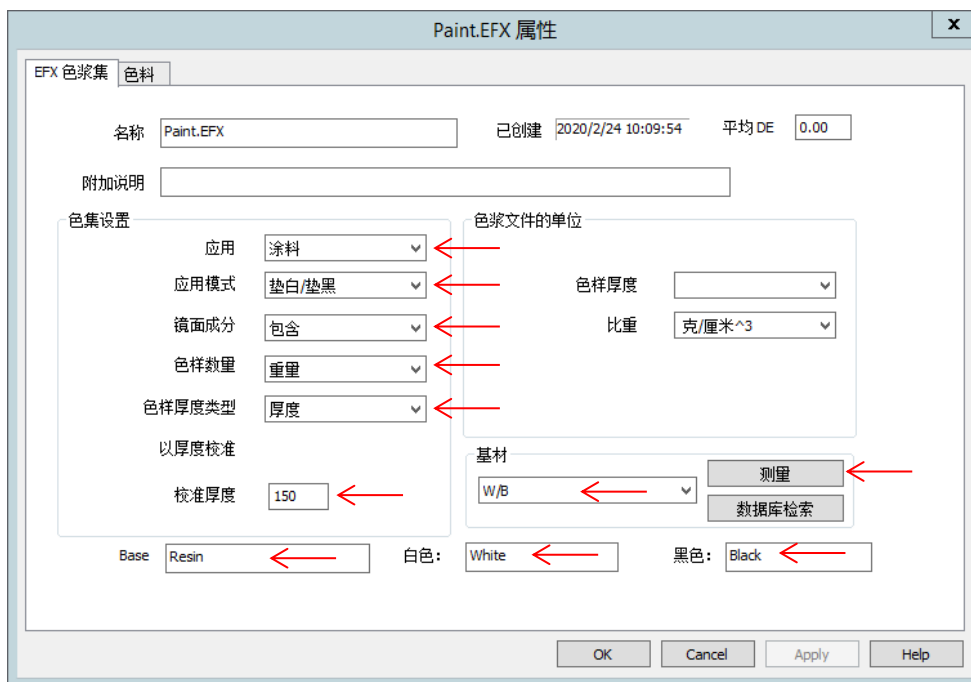 Paint.EFX 属性
x
EFX 色浆集 色料
名称 Paint.EFX 已创建 2020/2/24 10:09:54 平均 DE 0.00
附加说明
色集设置 色浆文件的单位
应用 涂料
应用模式 垫白/垫黑 色样厚度
镜面成分 包含 比重 克/厘米^3
色样数量 重量
色样厚度类型 厚度
以厚度校准 基材
测量
校准厚度 150 W/B
数据库检索
Base Resin 白色： White 黑色： Black
OK Cancel Apply Help